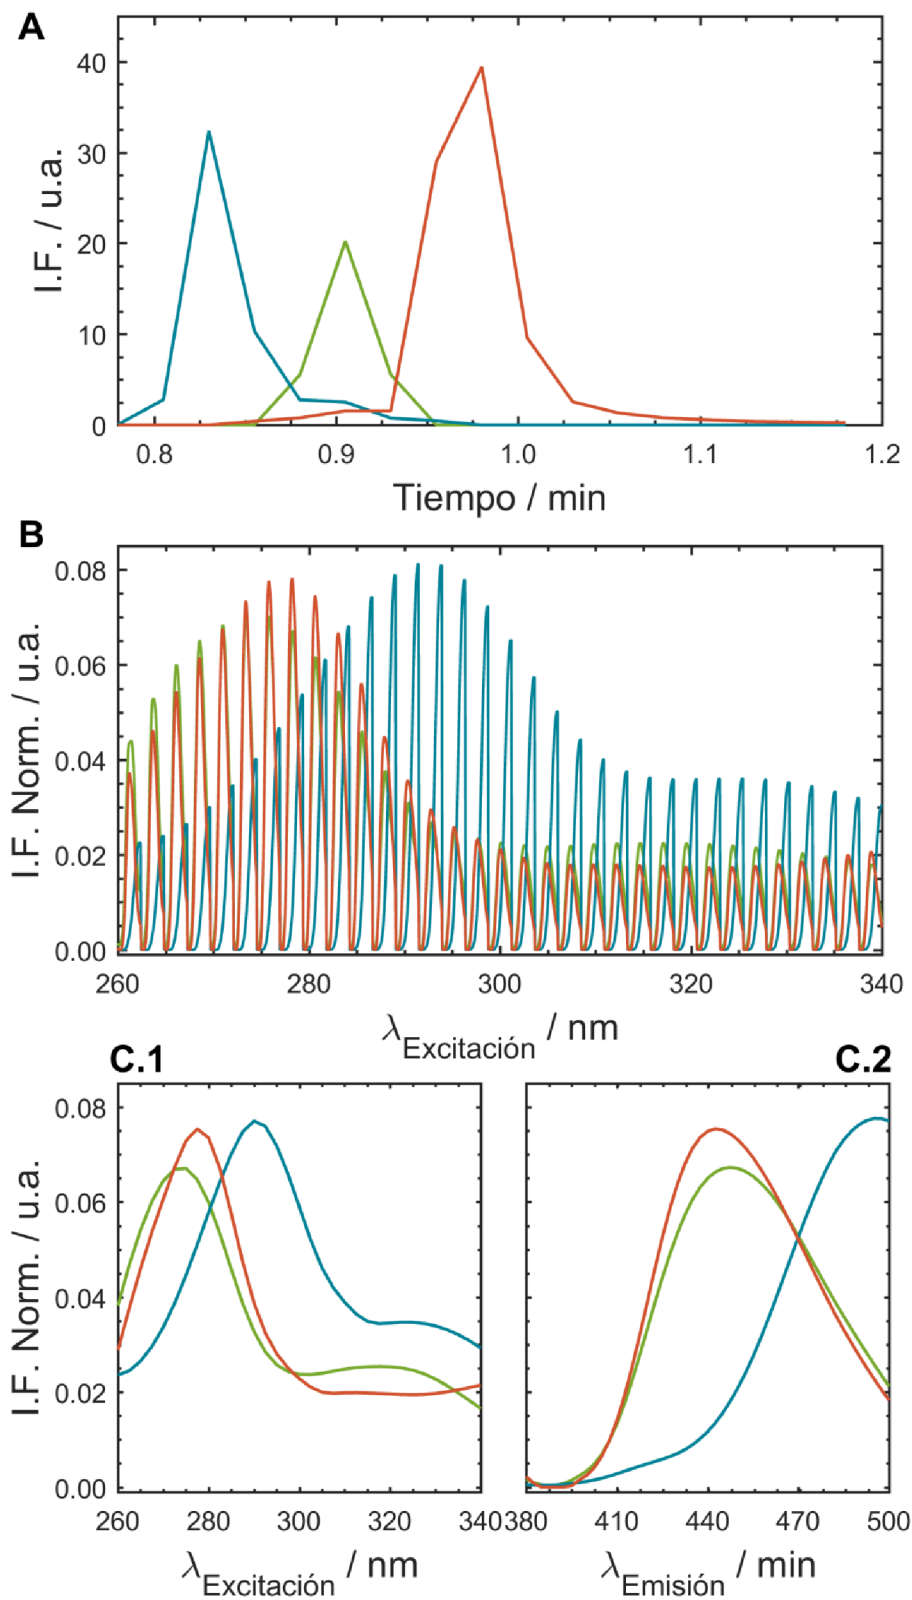 A
I.F. / u.a.
40
30
20
10
0
0.8 0.9 1.0 1.1 1.2
Tiempo / min
B
I.F. Norm. / u.a.
0.08
0.06
0.04
0.02
0.00
260 280 300 320 340
λExcitación / nm
C.1 C.2
I.F. Norm. / u.a.
0.08
0.06
0.04
0.02
0.00
260 280 300 320 340 380 410 440 470 500
λExcitación / nm λEmisión / min